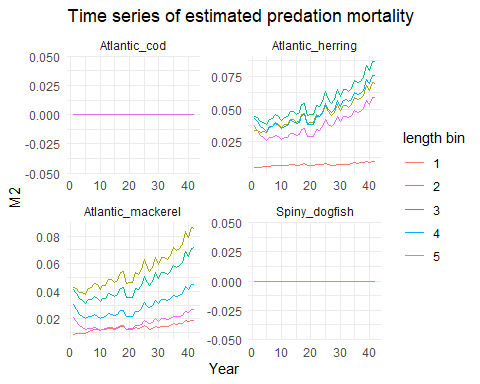 Time series of estimated predation mortality
Atlantic_cod
Atlantic_herring
0.050
0.025
0.000
-0.025
-0.050
0 10 20 30 40
0.075
0.050
0.025
0 10 20 30 40
Atlantic_mackerel
Spiny_dogfish
0.08
0.06
0.04
0.02
0 10 20 30 40
0.050
0.025
0.000
-0.025
-0.050
0 10 20 30 40
M2
Year
length bin
1
2
3
4
5